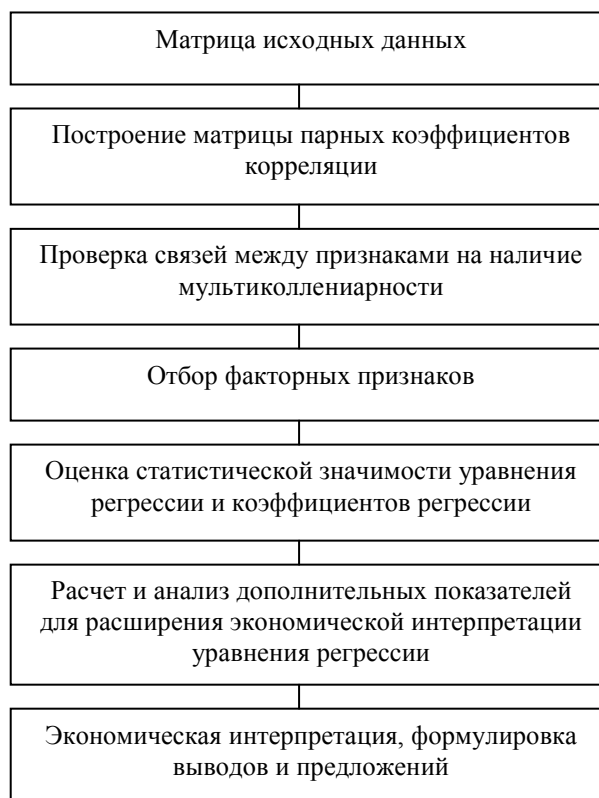 Матрица исходных данных
Построение матрицы парных коэффициентов
корреляции
Проверка связей между признаками на наличие
мультиколлениарности
Отбор факторных признаков
Оценка статистической значимости уравнения
регрессии и коэффициентов регрессии
Расчет и анализ дополнительных показателей
для расширения экономической интерпретации
уравнения регрессии
Экономическая интерпретация, формулировка
выводов и предложений